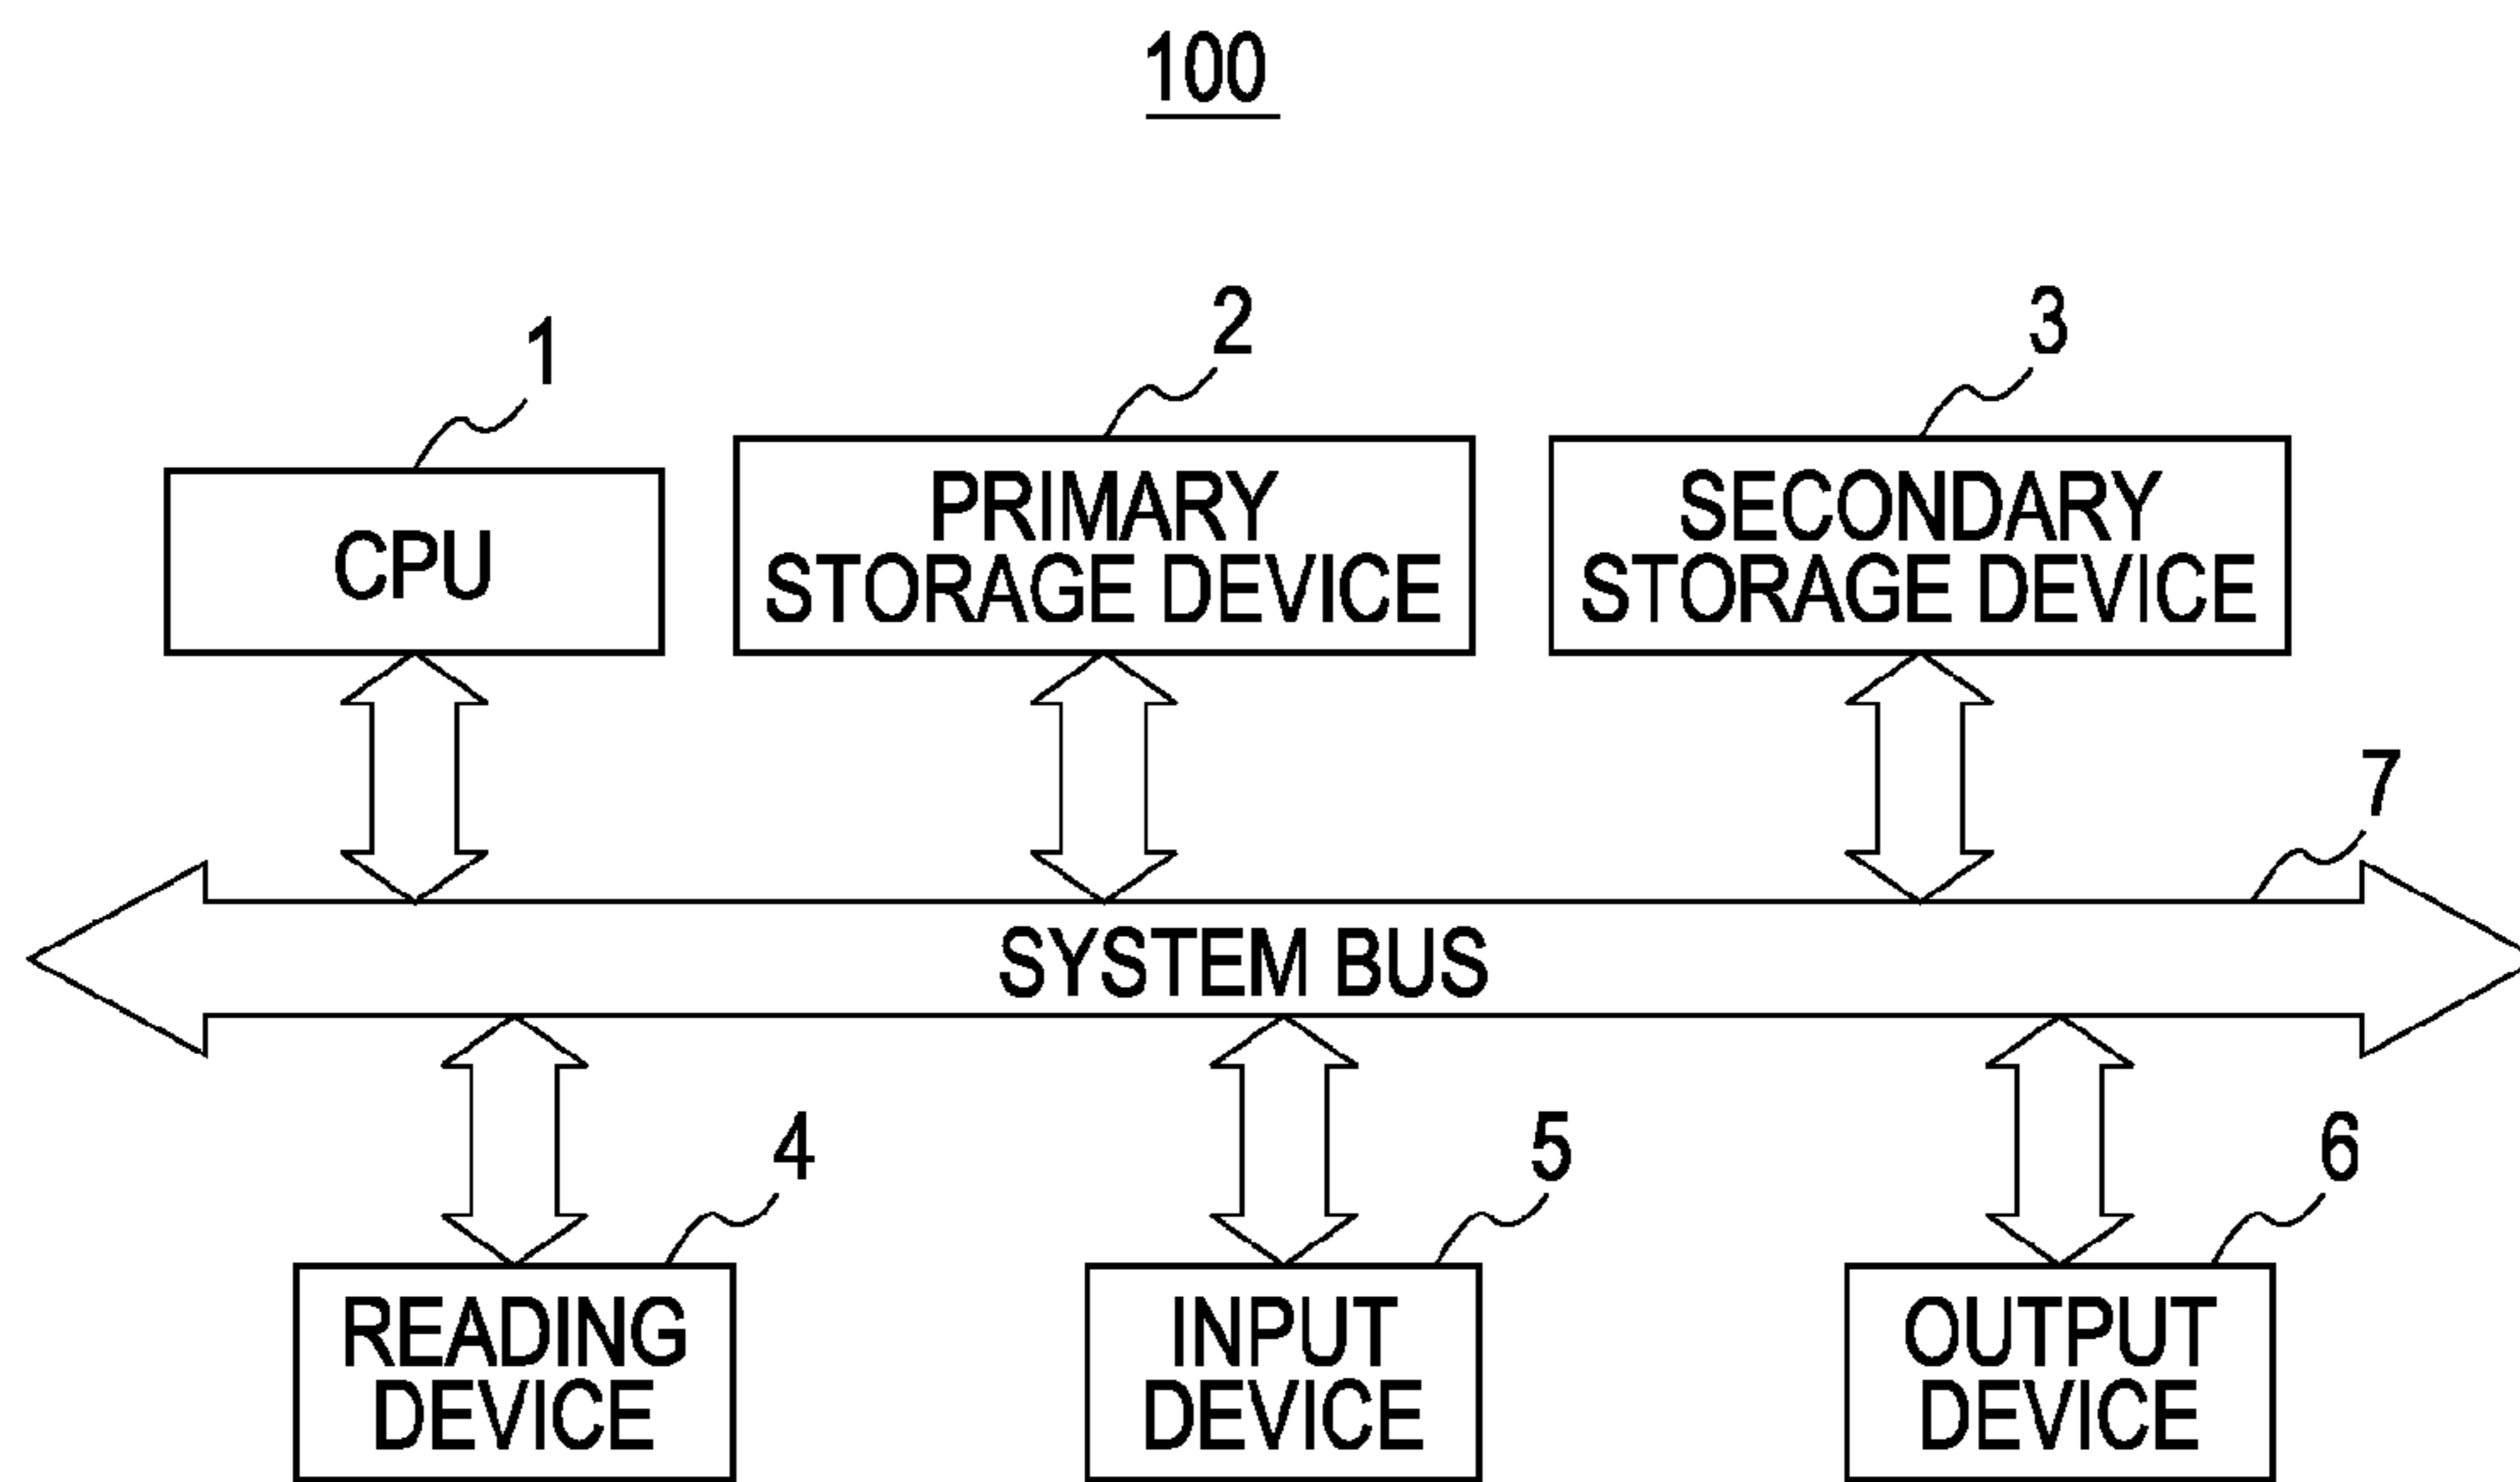 100
1
2
3
CPU
PRIMARY
STORAGE DEVICE
SECONDARY
STORAGE DEVICE
7
SYSTEM BUS
4
5
6
READING
DEVICE
INPUT
DEVICE
OUTPUT
DEVICE